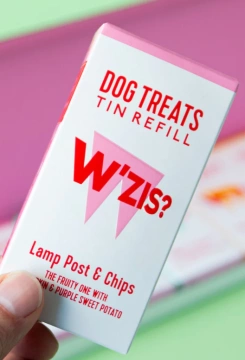 DOG TREATS
TIN REFILL
W'ZIS?
Lamp Post & Chips
THE FRUITY ONE WITH
& PURPLE SWEET POTATO